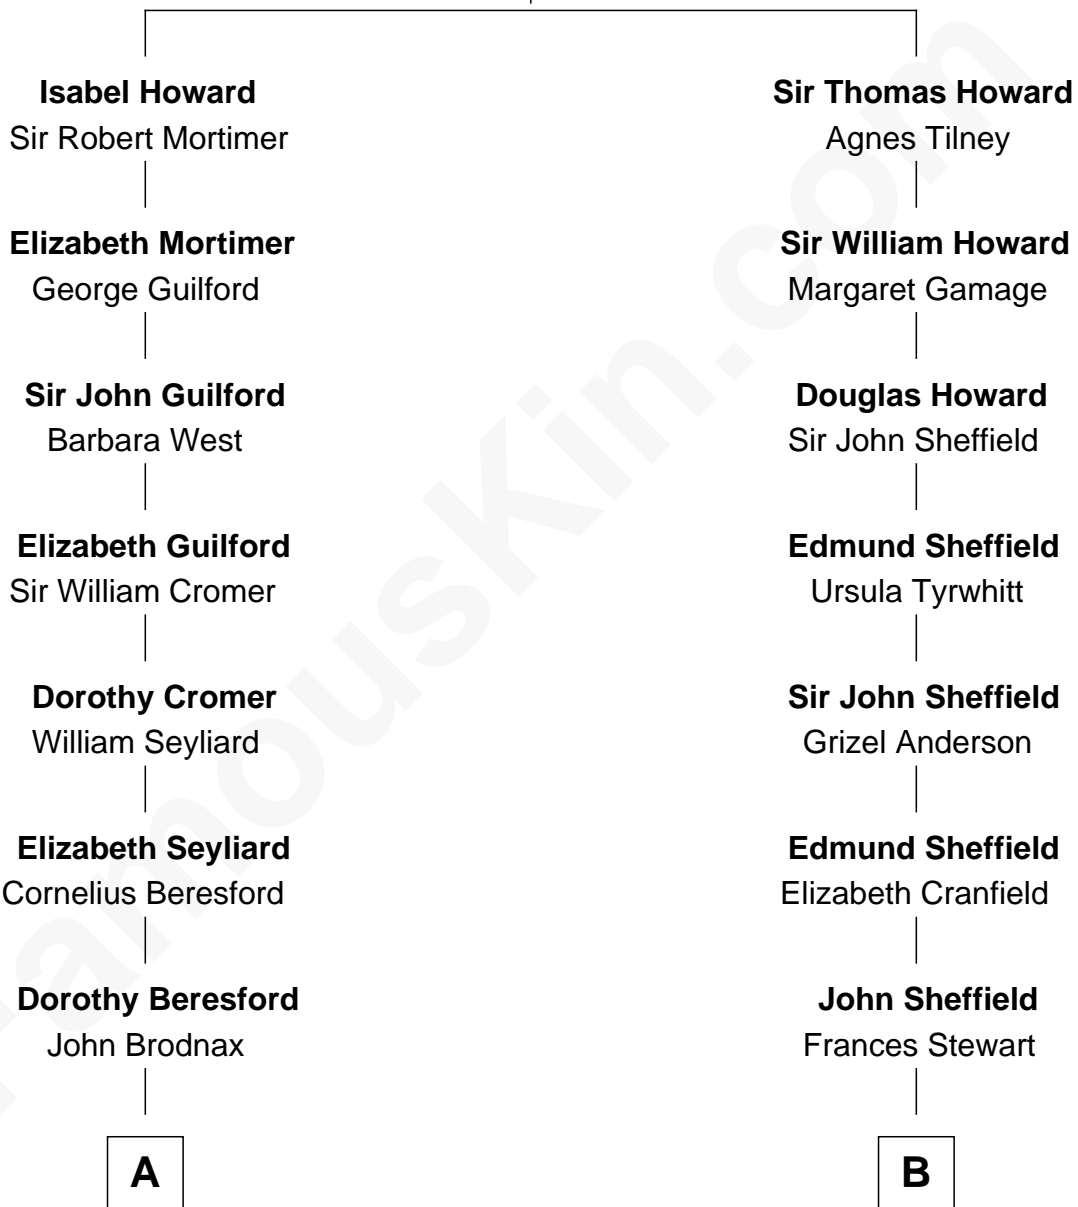 Isabel Howard
Sir Robert Mortimer
Elizabeth Mortimer
George Guilford
Sir John Guilford
Barbara West
Elizabeth Guilford
Sir William Cromer
Dorothy Cromer
William Seyliard
Elizabeth Seyliard
Cornelius Beresford
Dorothy Beresford
John Brodnax
A
Sir Thomas Howard
Agnes Tilney
Sir William Howard
Margaret Gamage
Douglas Howard
Sir John Sheffield
Edmund Sheffield
Ursula Tyrwhitt
Sir John Sheffield
Grizel Anderson
Edmund Sheffield
Elizabeth Cranfield
John Sheffield
Frances Stewart
B
FamousKin.com